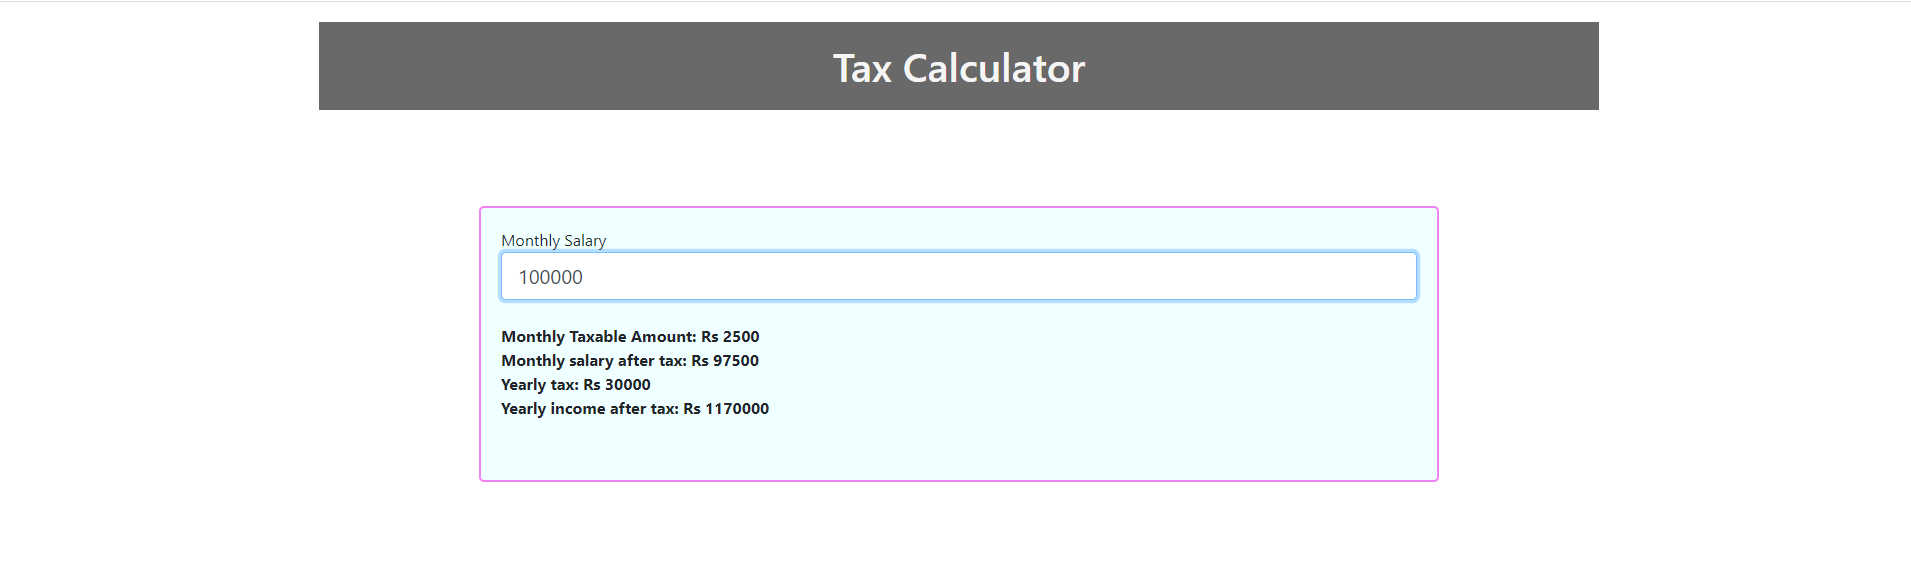 Tax Calculator
Monthly Salary
100000
Monthly Taxable Amount: Rs 2500
Monthly salary after tax: Rs 97500
Yearly tax: Rs 30000
Yearly income after tax: Rs 1170000